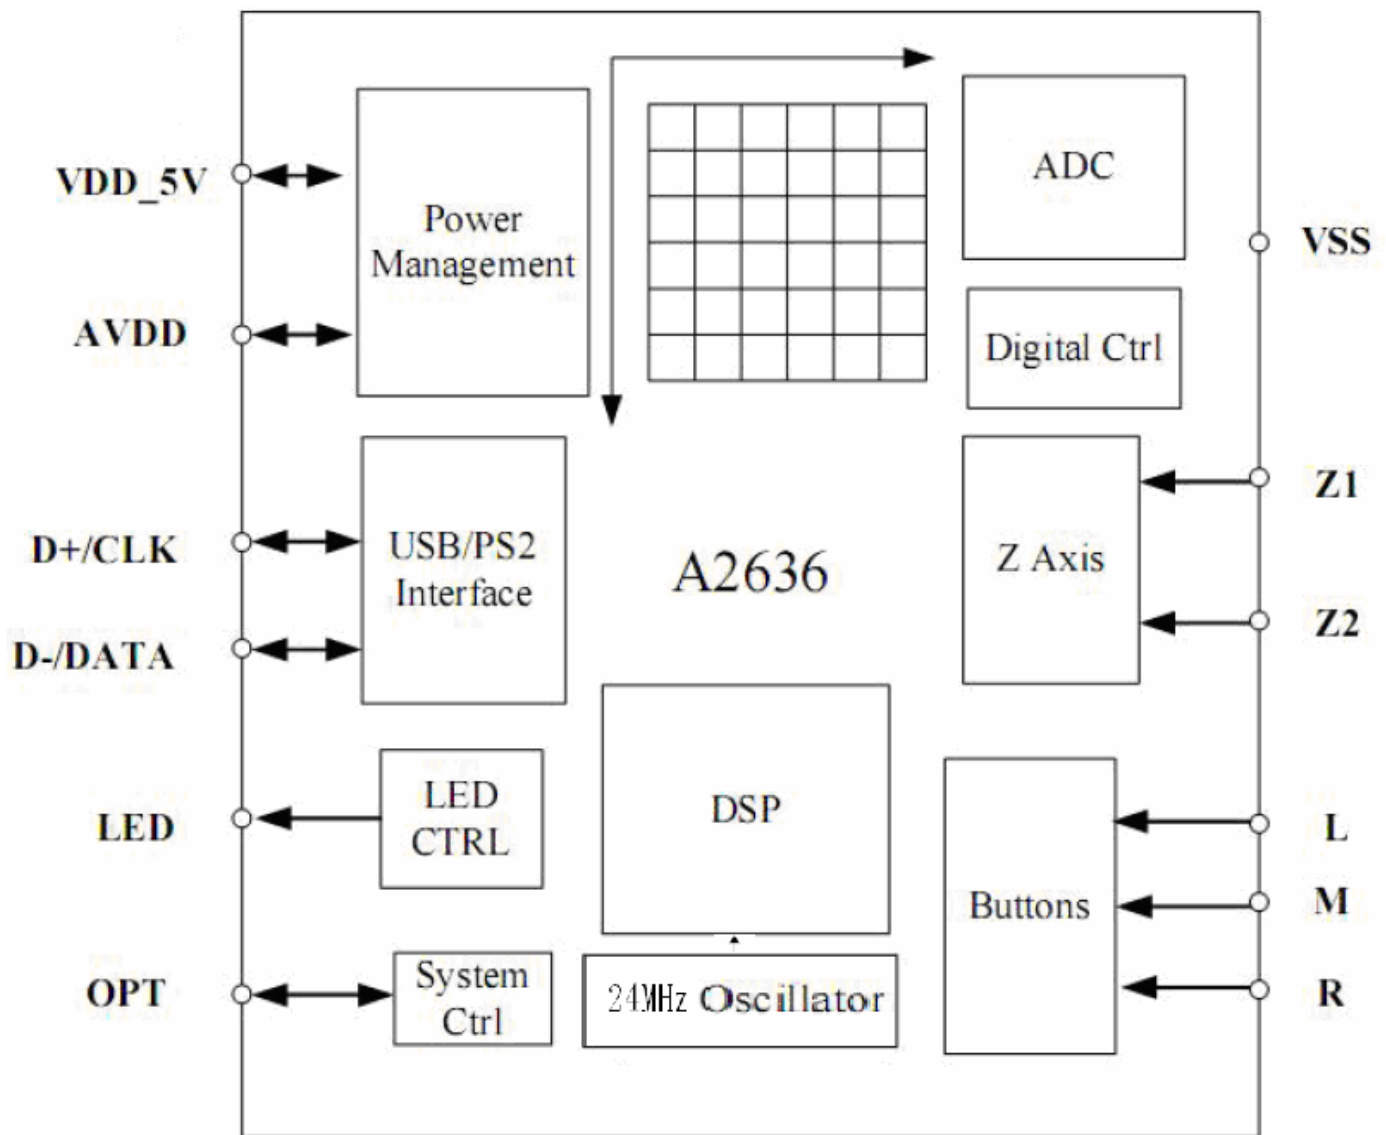 VDD_5V
AVDD
D+/CLK
D-/DATA
LED
OPT
Power
Management
USB/PS2
Interface
LED
CTRL
System
Ctrl
A2636
DSP
24MHz Oscillator
ADC
Digital Ctrl
Z Axis
Buttons
VSS
Z1
Z2
L
M
R